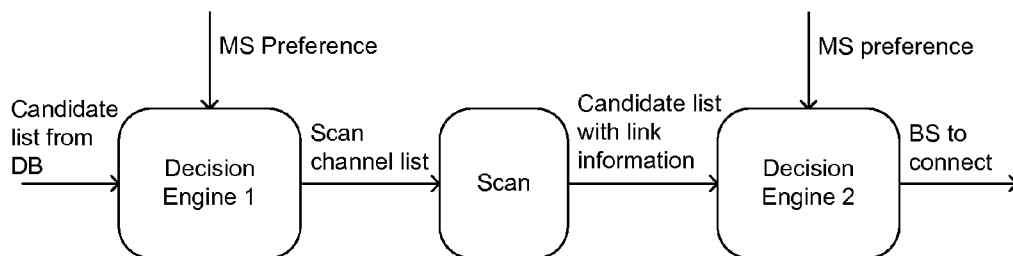 MS Preference
MS preference
Candidate
list from
DB
Decision
Engine 1
Scan
channel list
Scan
Candidate list
with link
information
Decision
Engine 2
BS to
connect